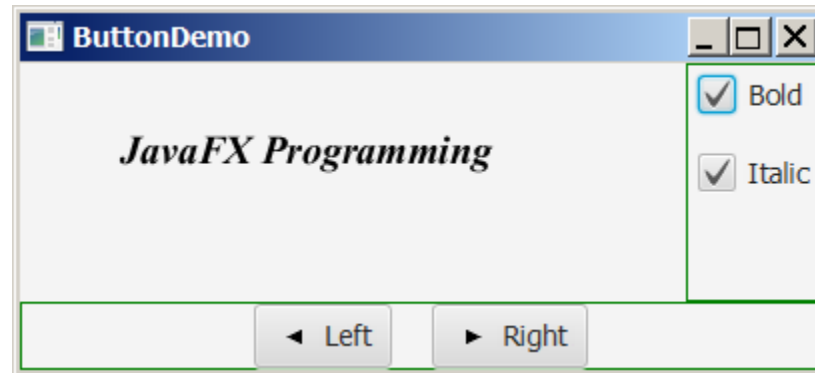 ButtonDemo
Bold
JavaFX Programming
Italic
Left Right